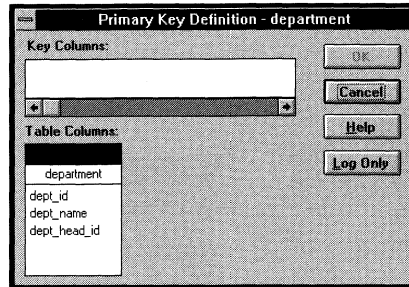 Primary Key Definition - department
Key Columns:
OK
Cancel
Help
Log Only
Table Columns:
department
dept_id
dept_name
dept_head_id